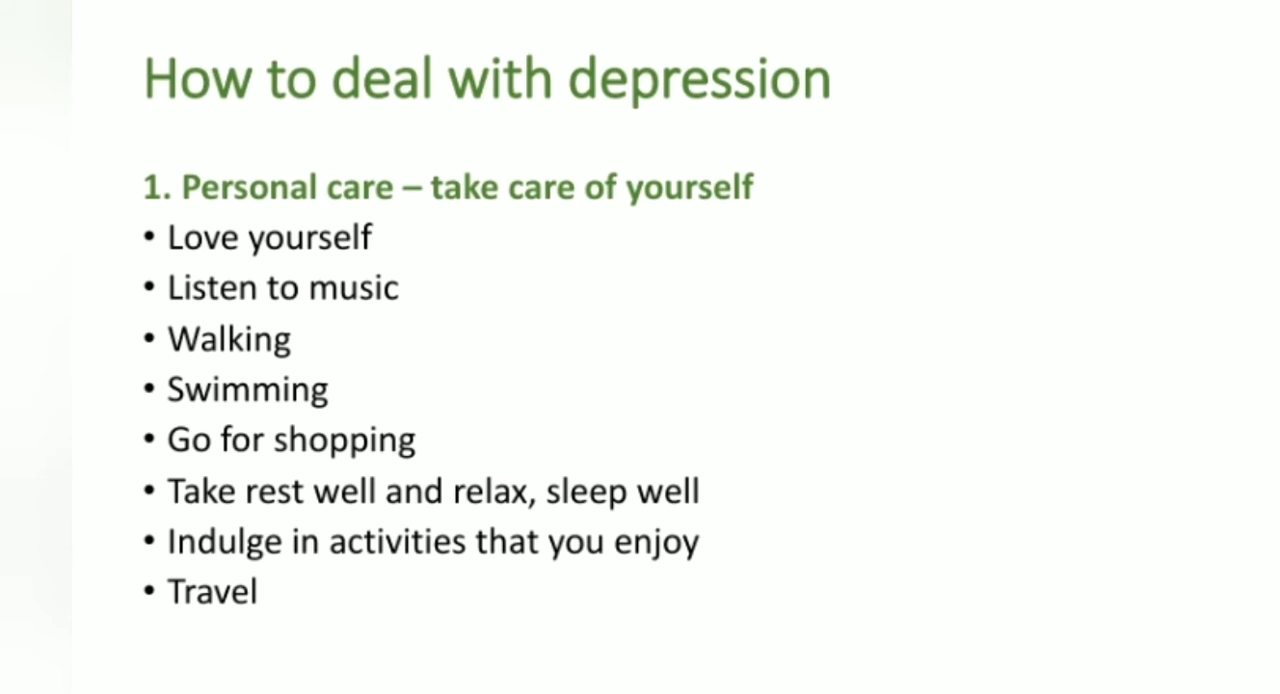 How to deal with depression
1. Personal care – take care of yourself
• Love yourself
• Listen to music
• Walking
• Swimming
• Go for shopping
• Take rest well and relax, sleep well
• Indulge in activities that you enjoy
• Travel